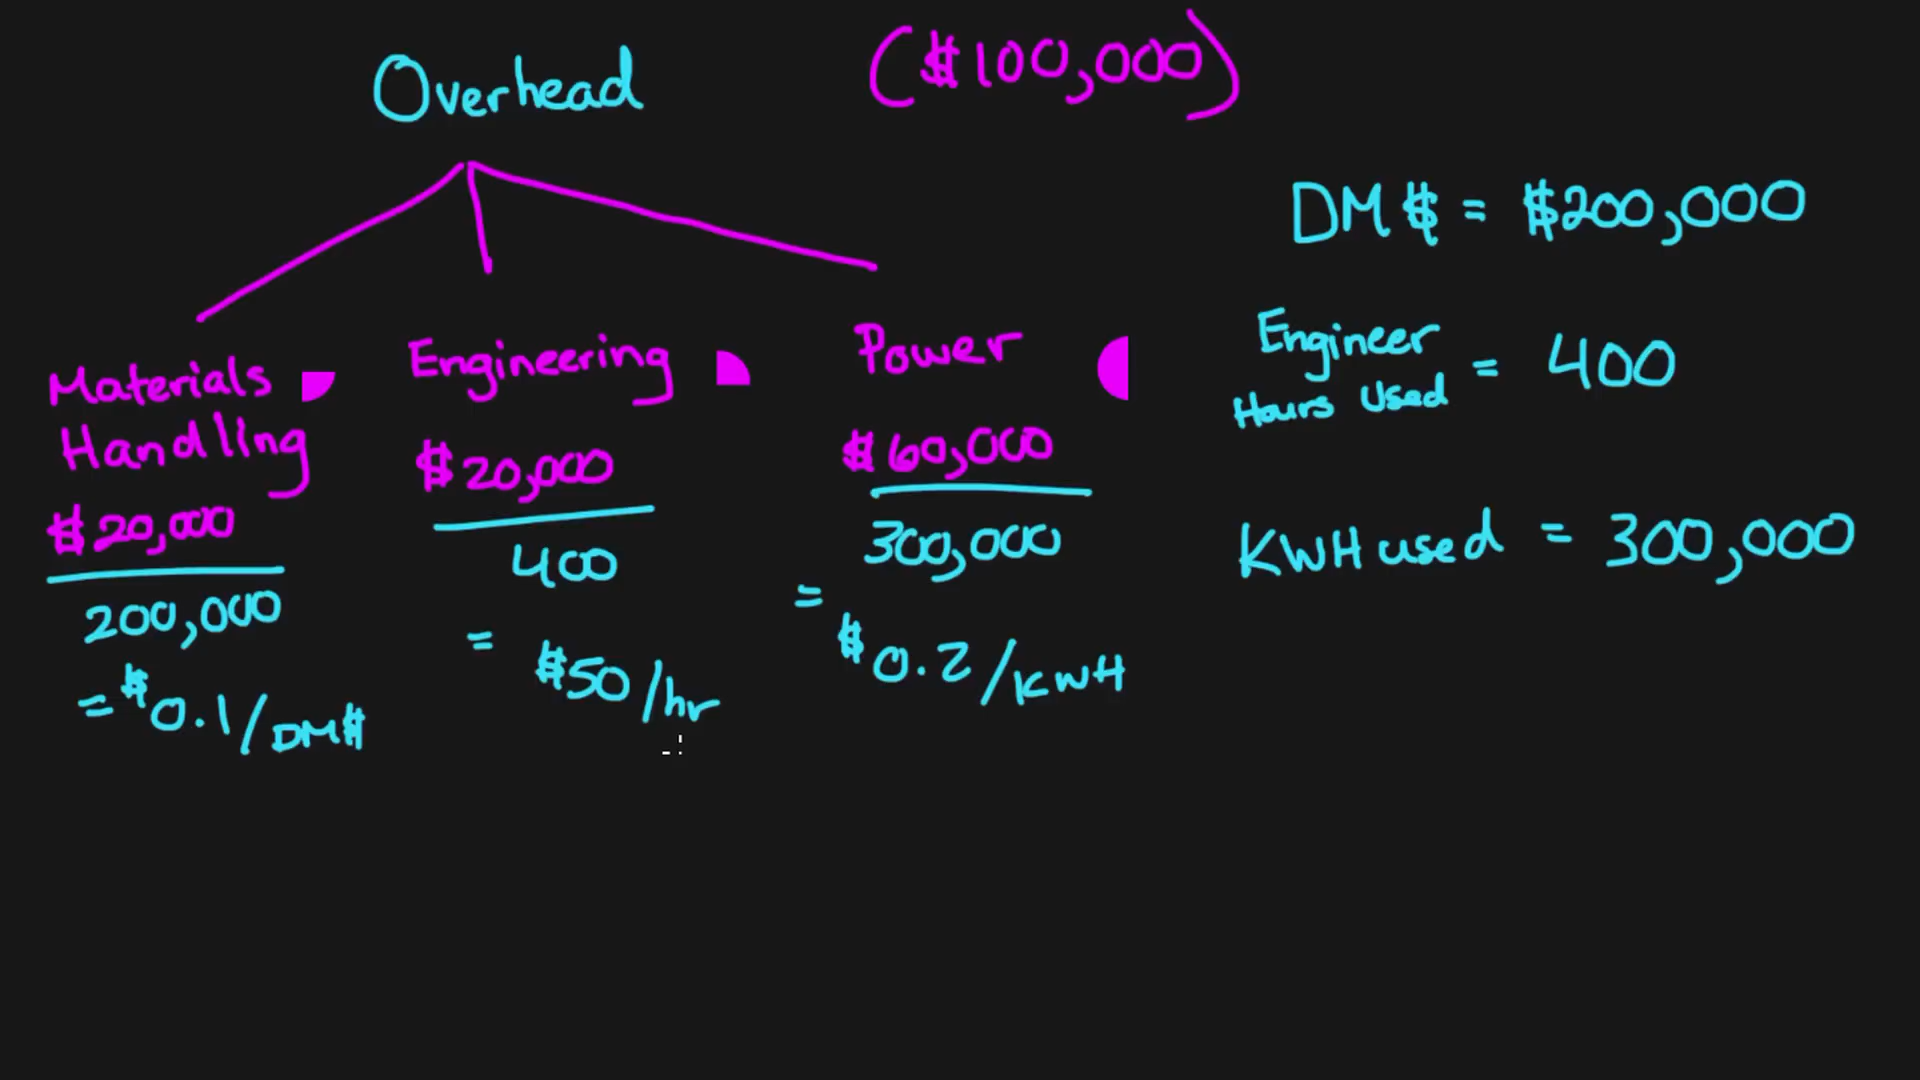 Overhead ($100,000)
DM $ = $200,000
Engineer
Hours Used = 400
KWH used = 300,000
Materials
Handling
$20,000
200,000
= $0.1/DM$
Engineering
$20,000
400
= $50/hr
Power
$60,000
300,000
= $0.2/KWH